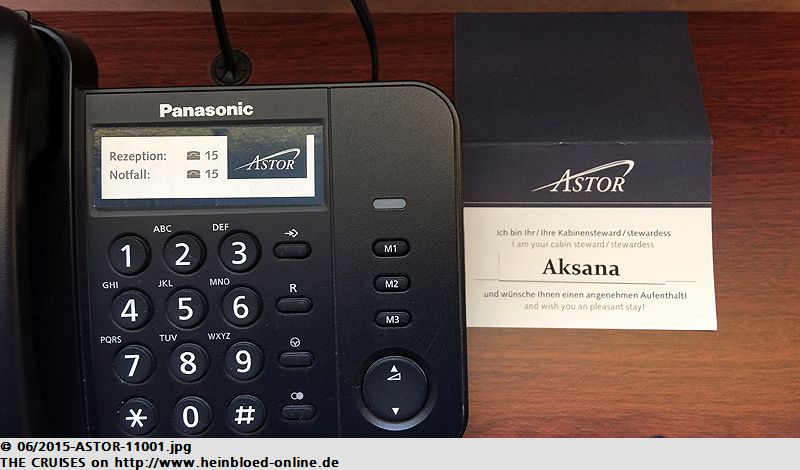 Panasonic
Rezeption: 15
Notfall: 15
ASTOR
ABC DEF
1 2 3
GHI JKL MNO
4 5 6
R
PQRS TUV WXYZ
7 8 9
* 0 #
M1
M2
M3
ASTOR
Ich bin Ihr/Ihre Kabinensteward/stewardess
I am your cabin steward/stewardess
Aksana
und wünsche Ihnen einen angenehmen Aufenthalt!
and wish you an pleasant stay!
© 06/2015-ASTOR-11001.jpg
THE CRUISES on http://www.heinbloed-online.de